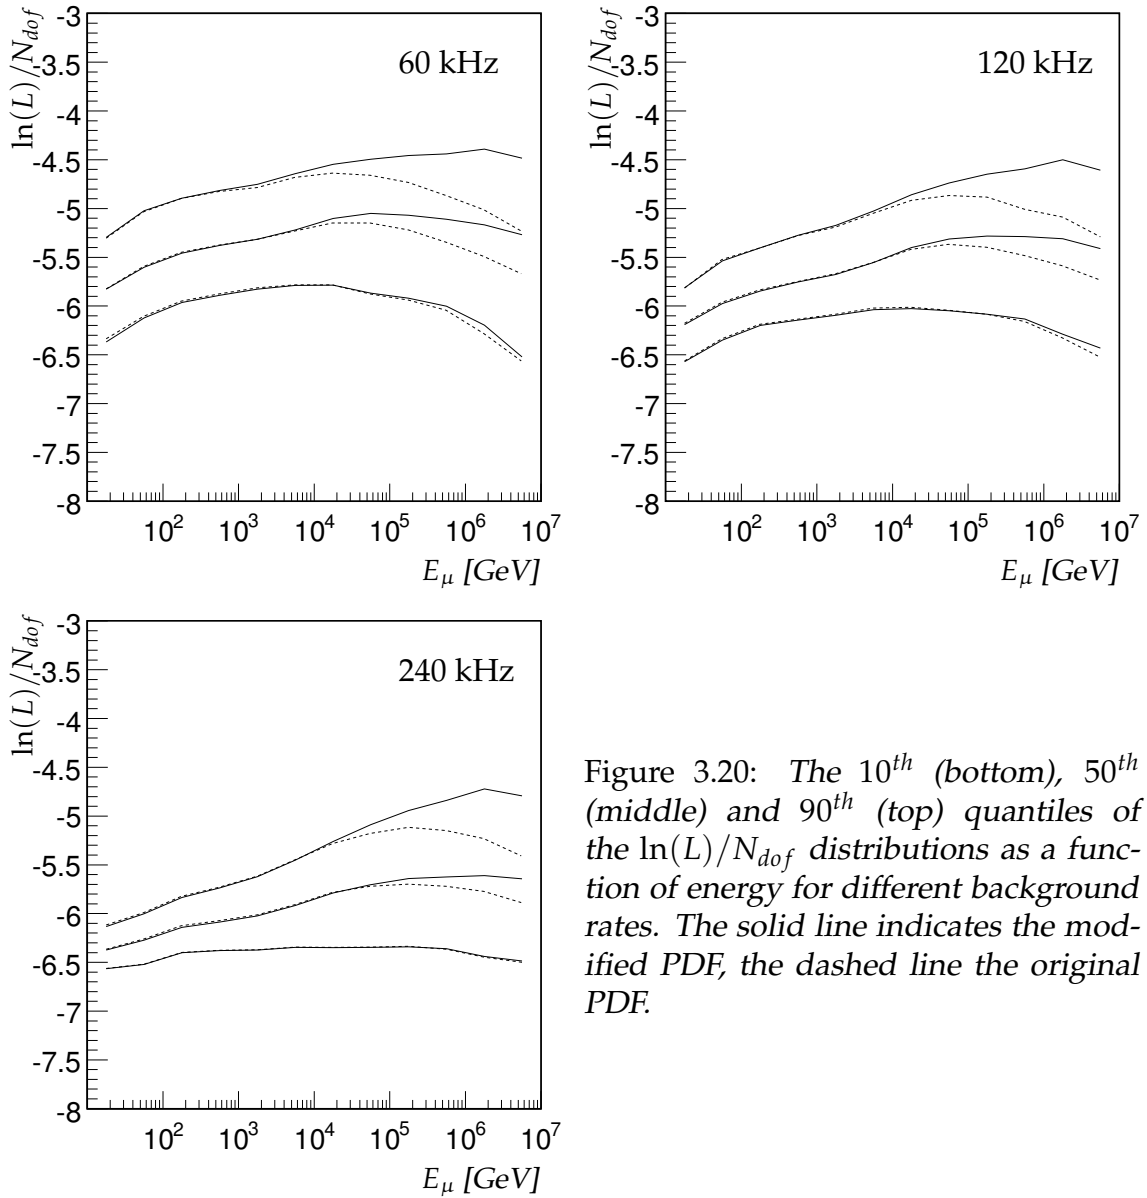 ln(L)/N_dof
-3
-3.5
-4
-4.5
-5
-5.5
-6
-6.5
-7
-7.5
-8
60 kHz
10^2 10^3 10^4 10^5 10^6 10^7
E_μ [GeV]
ln(L)/N_dof
-3
-3.5
-4
-4.5
-5
-5.5
-6
-6.5
-7
-7.5
-8
120 kHz
10^2 10^3 10^4 10^5 10^6 10^7
E_μ [GeV]
ln(L)/N_dof
-3
-3.5
-4
-4.5
-5
-5.5
-6
-6.5
-7
-7.5
-8
240 kHz
10^2 10^3 10^4 10^5 10^6 10^7
E_μ [GeV]
Figure 3.20: The 10^th (bottom), 50^th
(middle) and 90^th (top) quantiles of
the ln(L)/N_dof distributions as a func-
tion of energy for different background
rates. The solid line indicates the mod-
ified PDF, the dashed line the original
PDF.